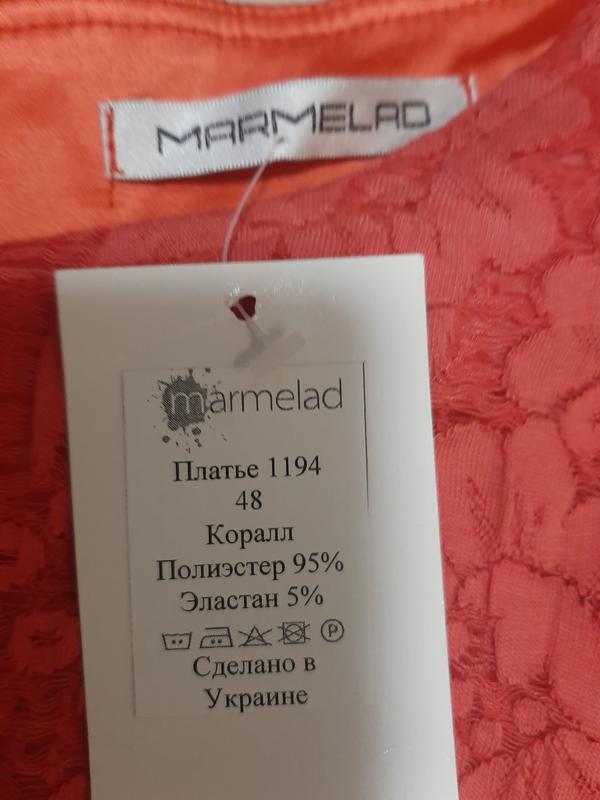 MARMELAD
marmelad
Платье 1194
48
Коралл
Полиэстер 95%
Эластан 5%
P
Сделано в
Украине